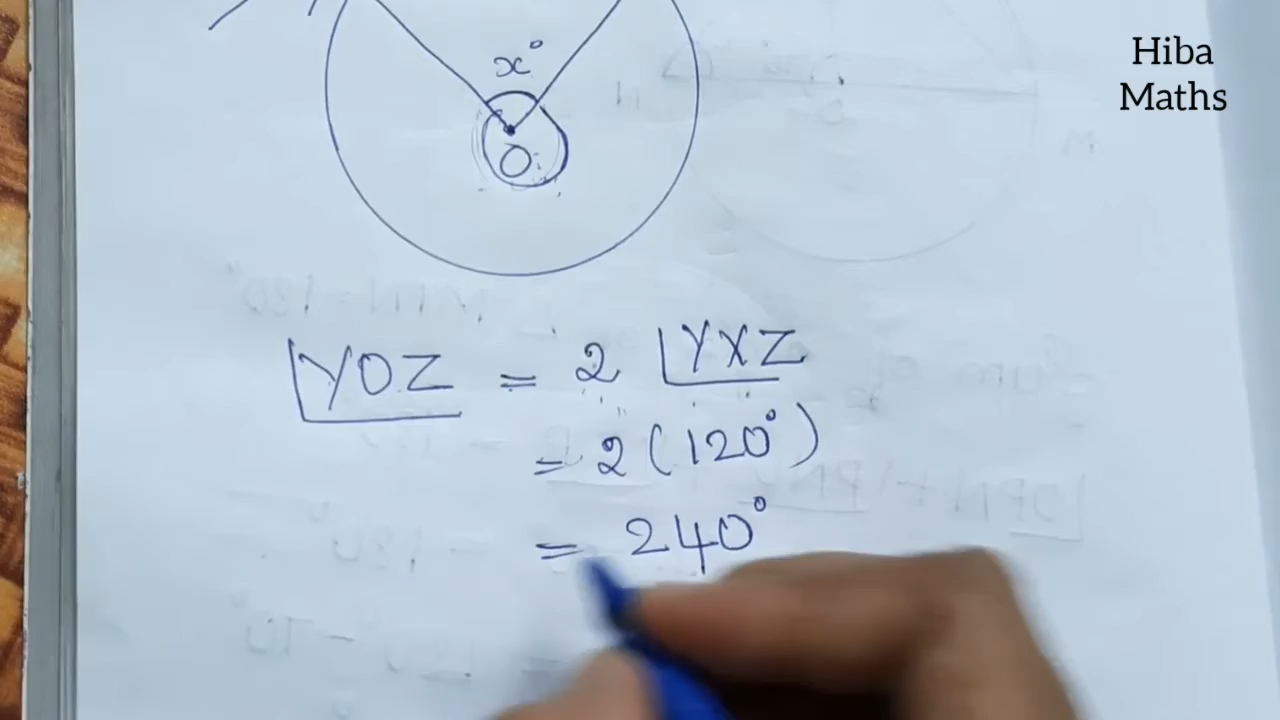 Hiba
Maths
x°
O
∠YOZ = 2 ∠YXZ
= 2 (120°)
= 240°